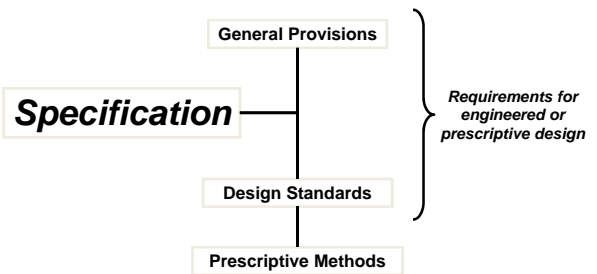 General Provisions
Specification
Requirements for
engineered or
prescriptive design
Design Standards
Prescriptive Methods